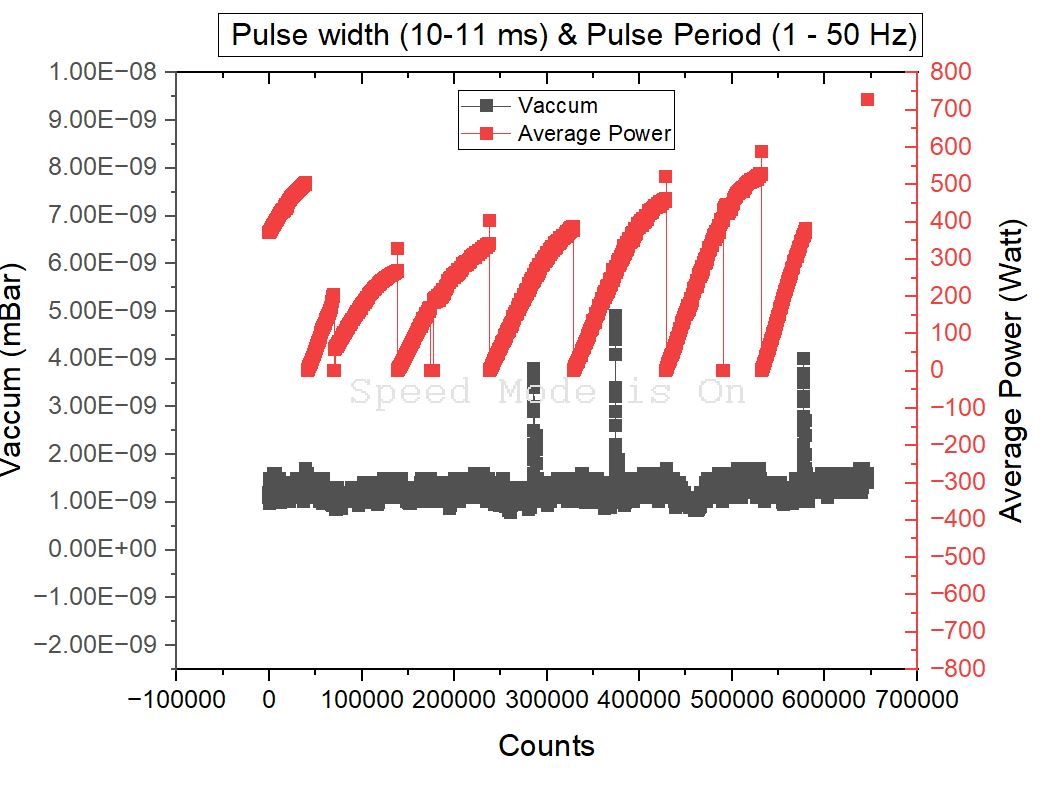 Pulse width (10-11 ms) & Pulse Period (1 - 50 Hz)
Vaccum
Average Power
1.00E−08
9.00E−09
8.00E−09
7.00E−09
6.00E−09
5.00E−09
4.00E−09
3.00E−09
2.00E−09
1.00E−09
0.00E+00
−1.00E−09
−2.00E−09
Vaccum (mBar)
800
700
600
500
400
300
200
100
0
−100
−200
−300
−400
−500
−600
−700
−800
Average Power (Watt)
Speed Mode is On
−100000 0 100000 200000 300000 400000 500000 600000 700000
Counts